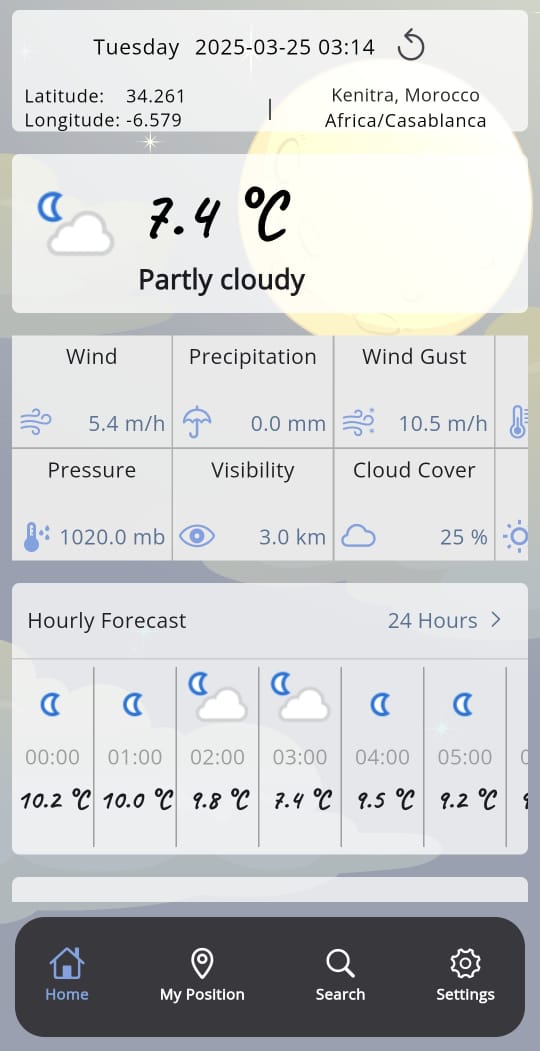 Tuesday 2025-03-25 03:14
Latitude: 34.261
Longitude: -6.579
|
Kenitra, Morocco
Africa/Casablanca
7.4 °C
Partly cloudy
Wind Precipitation Wind Gust
5.4 m/h 0.0 mm 10.5 m/h
Pressure Visibility Cloud Cover
1020.0 mb 3.0 km 25 %
Hourly Forecast 24 Hours >
00:00 01:00 02:00 03:00 04:00 05:00
10.2 °C 10.0 °C 9.8 °C 7.4 °C 9.5 °C 9.2 °C
Home My Position Search Settings